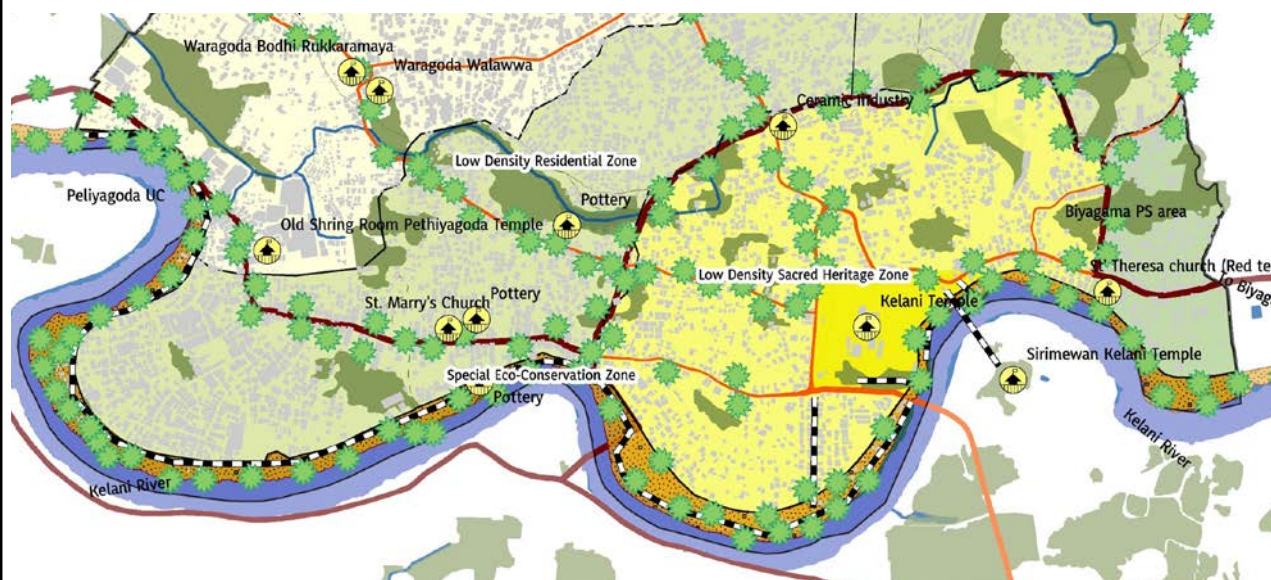 Waragoda Bodhi Rukkaramaya
Waragoda Walawwa
Ceramic Industry
Low Density Residential Zone
Peliyagoda UC
Pottery
Biyagama PS area
Old Shring Room Pethiyagoda Temple
St. Theresa church (Red te
to Biyag
Low Density Sacred Heritage Zone
St. Marry's Church
Pottery
Kelani Temple
Sirimewan Kelani Temple
Special Eco-Conservation Zone
Pottery
Kelani River
Kelani River